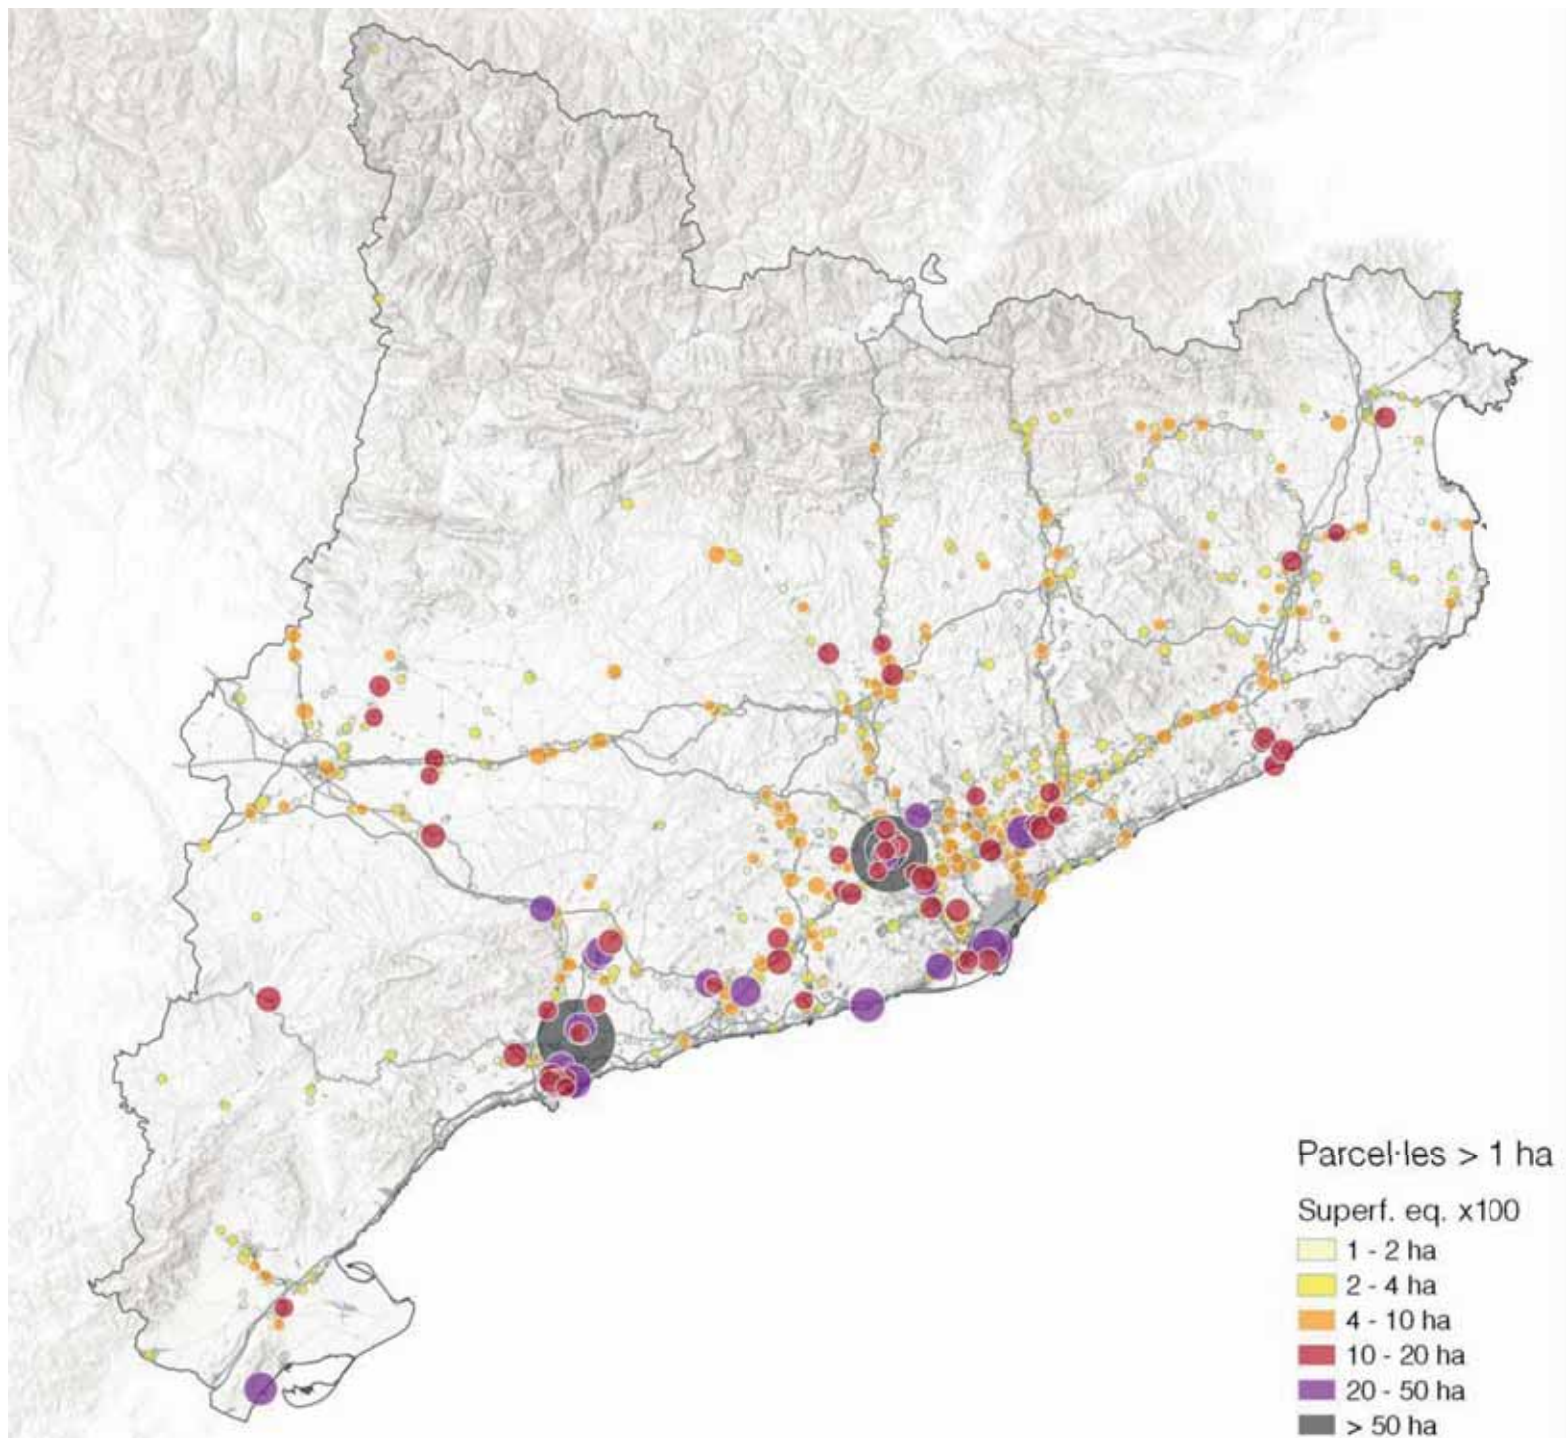 Parcel·les > 1 ha
Superf. eq. x100
1 - 2 ha
2 - 4 ha
4 - 10 ha
10 - 20 ha
20 - 50 ha
> 50 ha